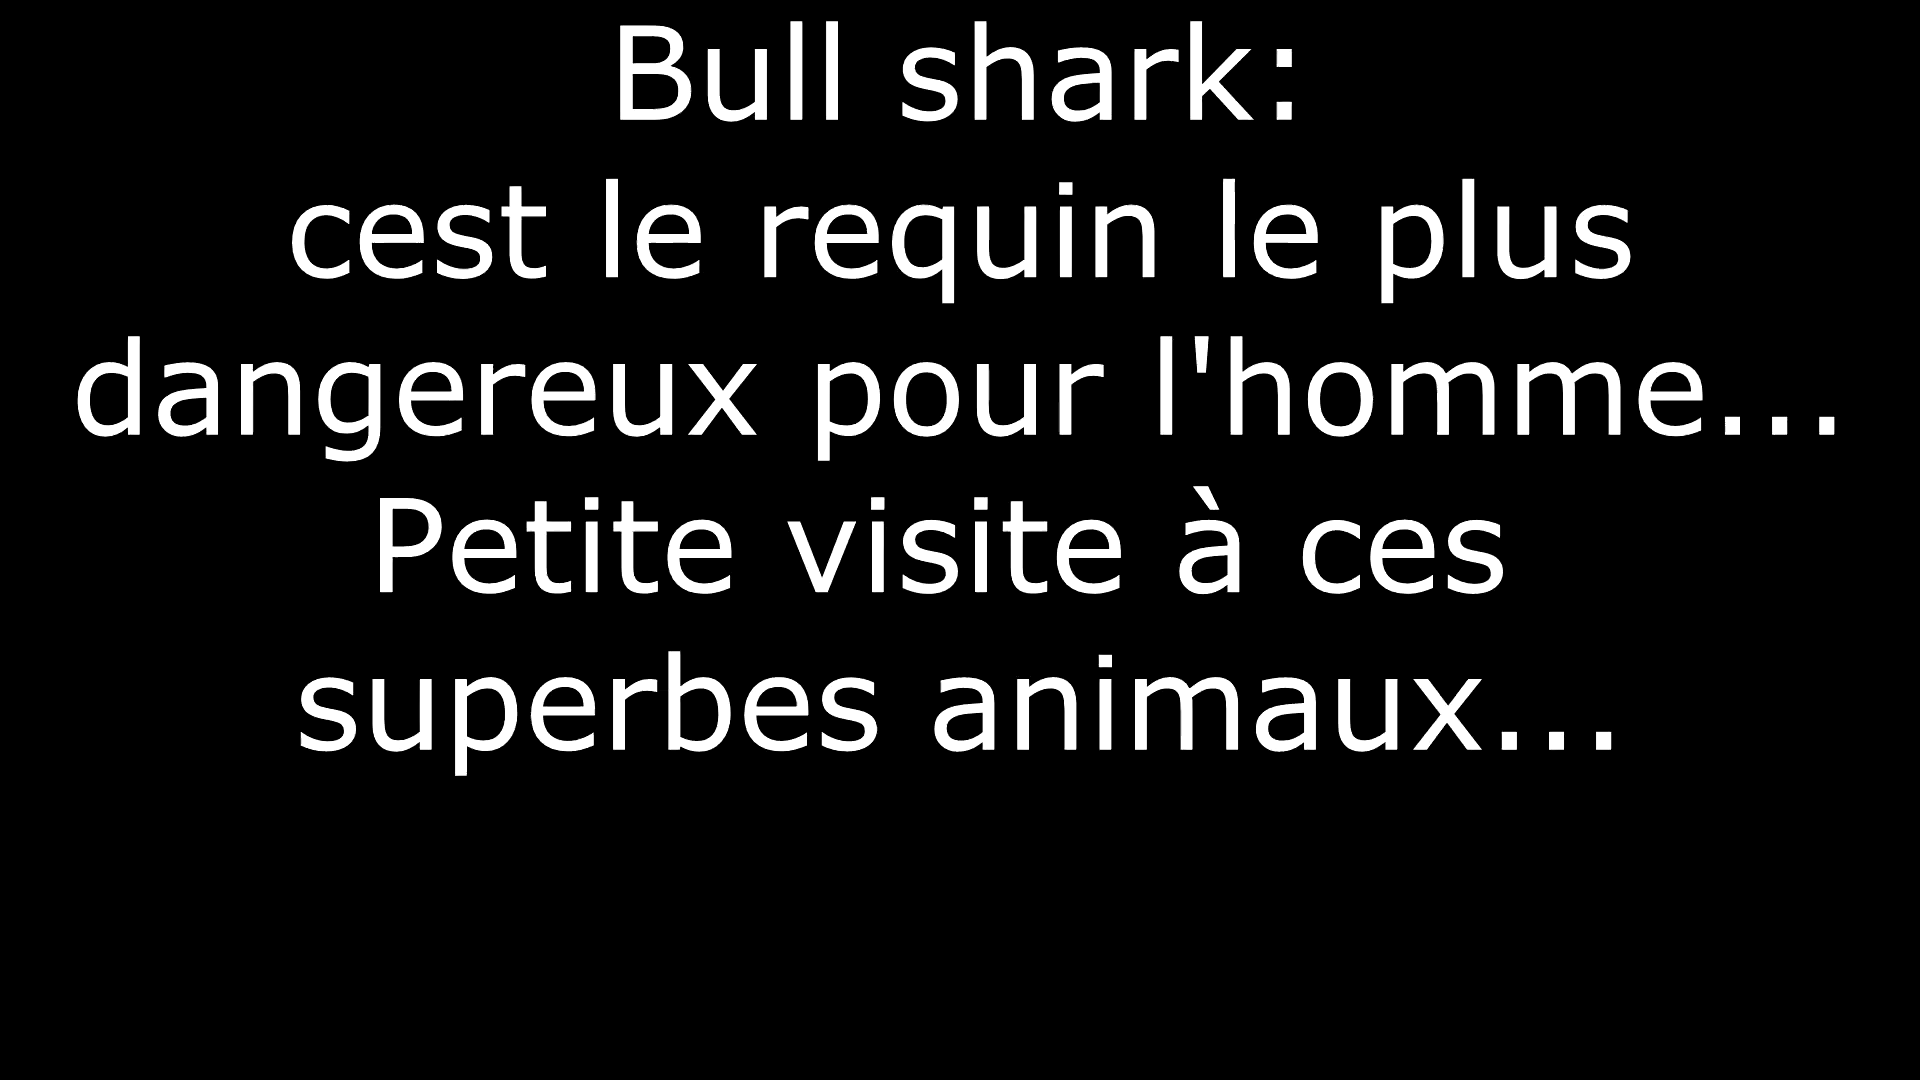 Bull shark:
cest le requin le plus
dangereux pour l'homme...
Petite visite à ces
superbes animaux...